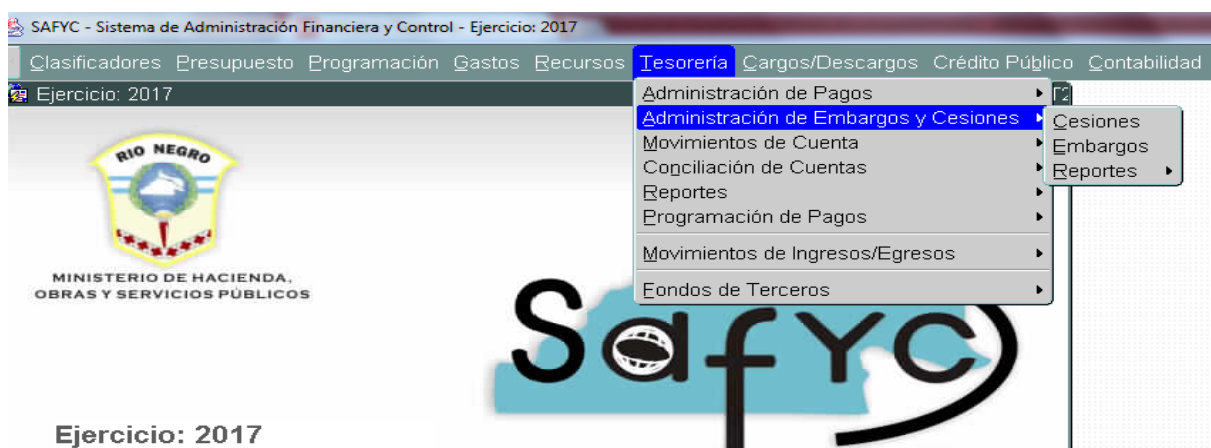 SAFYC - Sistema de Administración Financiera y Control - Ejercicio: 2017
Clasificadores Presupuesto Programación Gastos Recursos Tesorería Cargos/Descargos Crédito Público Contabilidad
Ejercicio: 2017
Administración de Pagos
Administración de Embargos y Cesiones
Movimientos de Cuenta
Conciliación de Cuentas
Reportes
Programación de Pagos
Movimientos de Ingresos/Egresos
Fondos de Terceros
Cesiones
Embargos
Reportes
RIO NEGRO
MINISTERIO DE HACIENDA,
OBRAS Y SERVICIOS PÚBLICOS
SafYC
Ejercicio: 2017